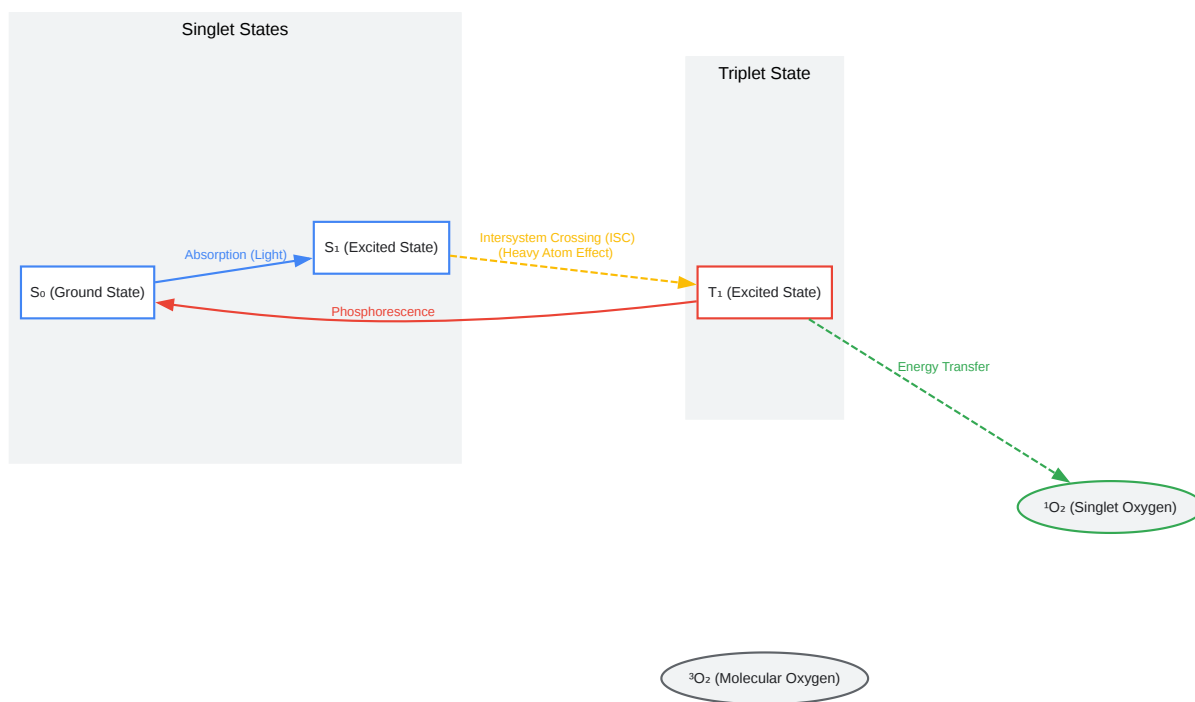 Singlet States
Triplet State
S₁ (Excited State)
Intersystem Crossing (ISC)
(Heavy Atom Effect)
Absorption (Light)
S₀ (Ground State)
T₁ (Excited State)
Phosphorescence
Energy Transfer
¹O₂ (Singlet Oxygen)
³O₂ (Molecular Oxygen)